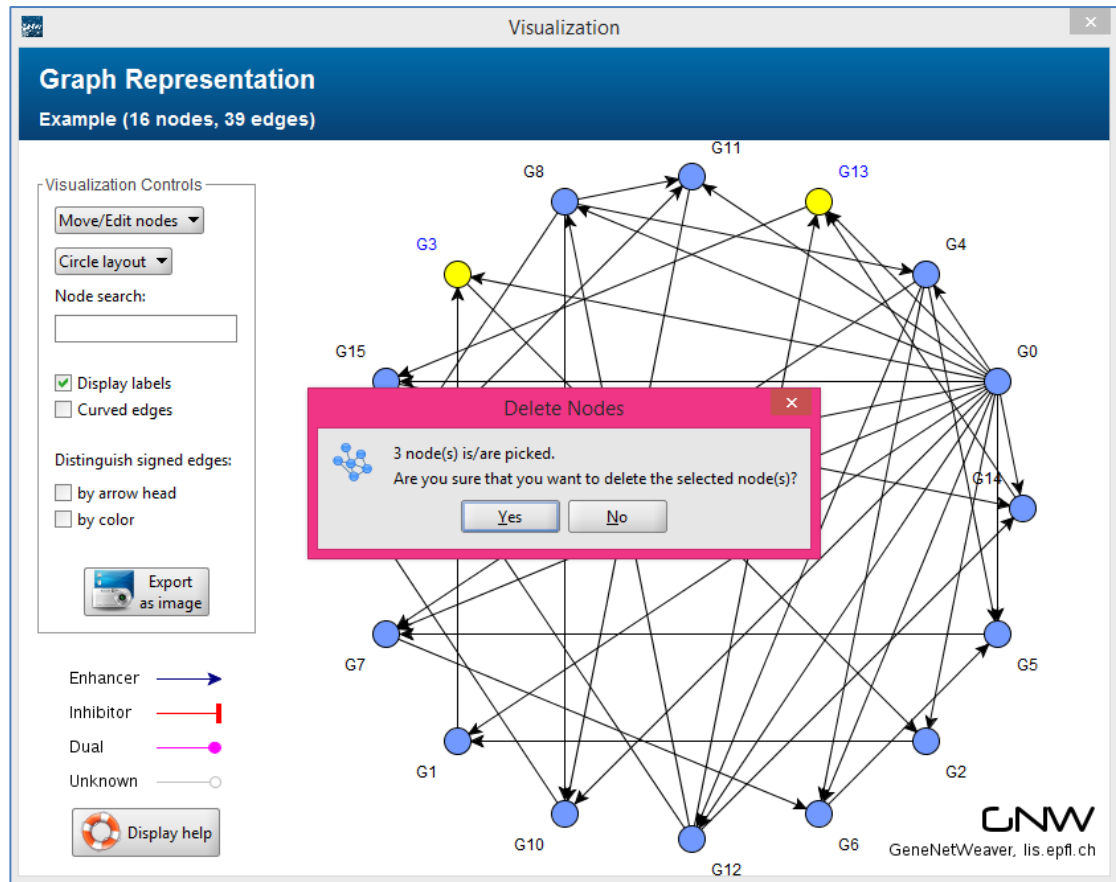 GNW
Visualization
Graph Representation
Example (16 nodes, 39 edges)
Visualization Controls
Move/Edit nodes
Circle layout
Node search:
Display labels
Curved edges
Distinguish signed edges:
by arrow head
by color
Export
as image
Enhancer
Inhibitor
Dual
Unknown
Display help
G11
G8
G13
G3
G4
G15
G0
Delete Nodes
3 node(s) is/are picked.
Are you sure that you want to delete the selected node(s)?
Yes
No
G14
G7
G5
G1
G2
G10
G6
G12
GNW
GeneNetWeaver, lis.epfl.ch